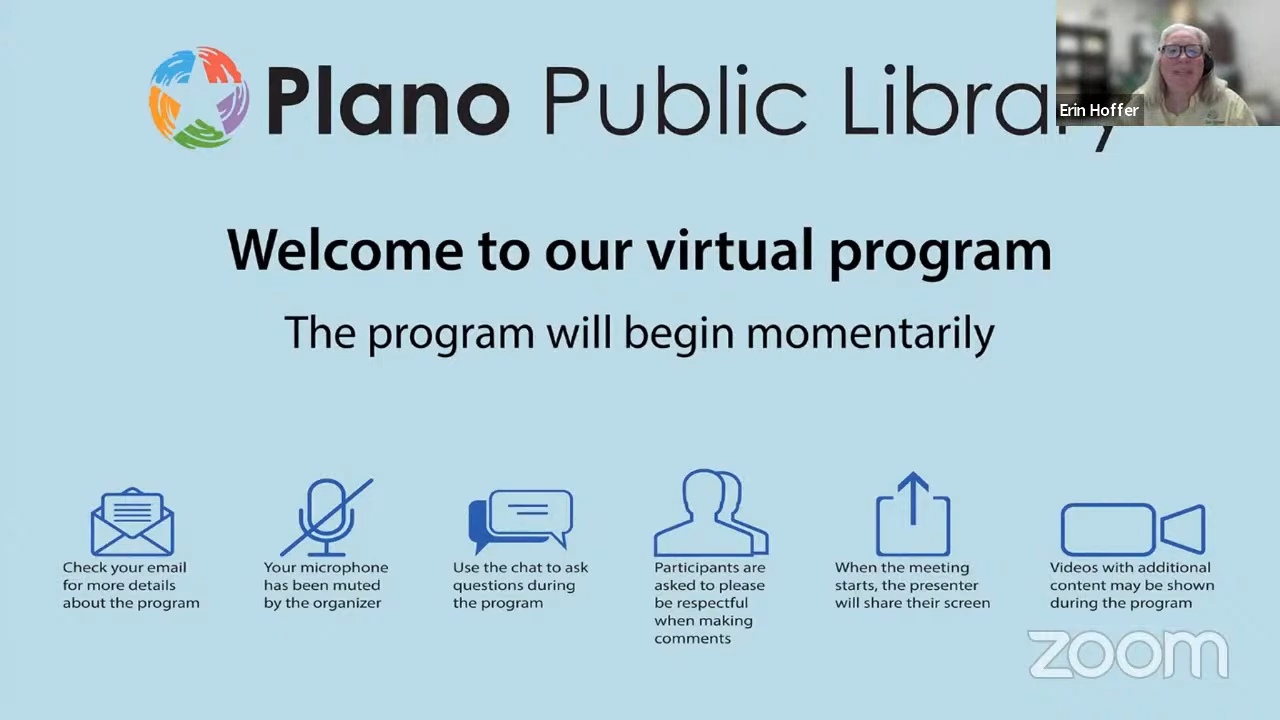 Plano Public Library
Erin Hoffer
Welcome to our virtual program
The program will begin momentarily
Check your email
for more details
about the program
Your microphone
has been muted
by the organizer
Use the chat to ask
questions during
the program
Participants are
asked to please
be respectful
when making
comments
When the meeting
starts, the presenter
will share their screen
Videos with additional
content may be shown
during the program
zoom